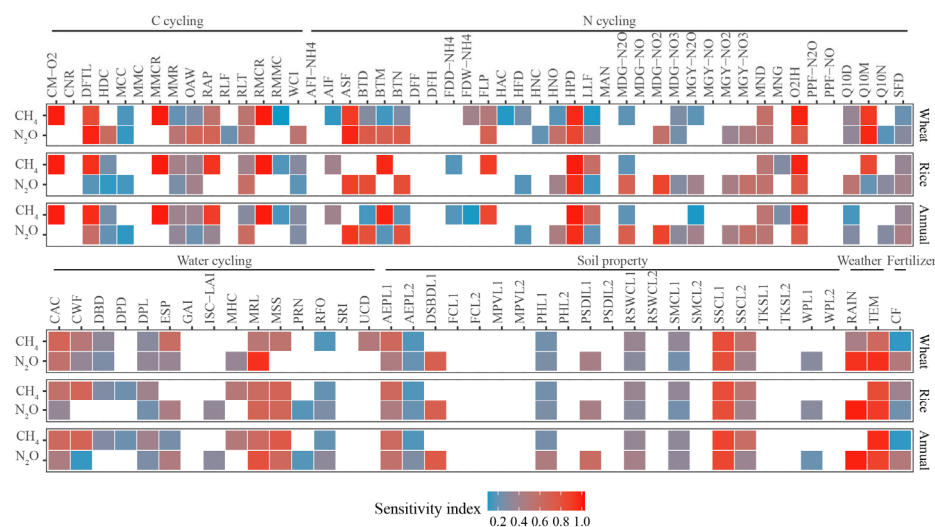 C cycling N cycling
CM-O2 CNR DFTL HDC MCC MMC MMCR MMR OAW RAP RLF RLT RMCR RMMC WCI AFI-NH4 AIF ASF BTD BTM BTN DFF DFH FDD-NH4 FDW-NH4 FLP HAC HFD HNC HNO HPD LLF MAN MDG-N2O MDG-NO MDG-NO2 MDG-NO3 MGY-N2O MGY-NO MGY-NO2 MGY-NO3 MND MNG O2IH PPF-N2O PPF-NO Q10D Q10M Q10N SFD
CH₄ Wheat
N₂O
CH₄ Rice
N₂O
CH₄ Annual
N₂O
Water cycling Soil property Weather Fertilizer
CAC CWF DBD DPD DPL ESP GAI ISC-LAI MHC MRL MSS PRN RFO SRI UCD AEPL1 AEPL2 DSBDL1 FCL1 FCL2 MPVL1 MPVL2 PHL1 PHL2 PSDIL1 PSDIL2 RSWCL1 RSWCL2 SMCL1 SMCL2 SSCL1 SSCL2 TKSL1 TKSL2 WPL1 WPL2 RAIN TEM CF
CH₄ Wheat
N₂O
CH₄ Rice
N₂O
CH₄ Annual
N₂O
Sensitivity index
0.2 0.4 0.6 0.8 1.0